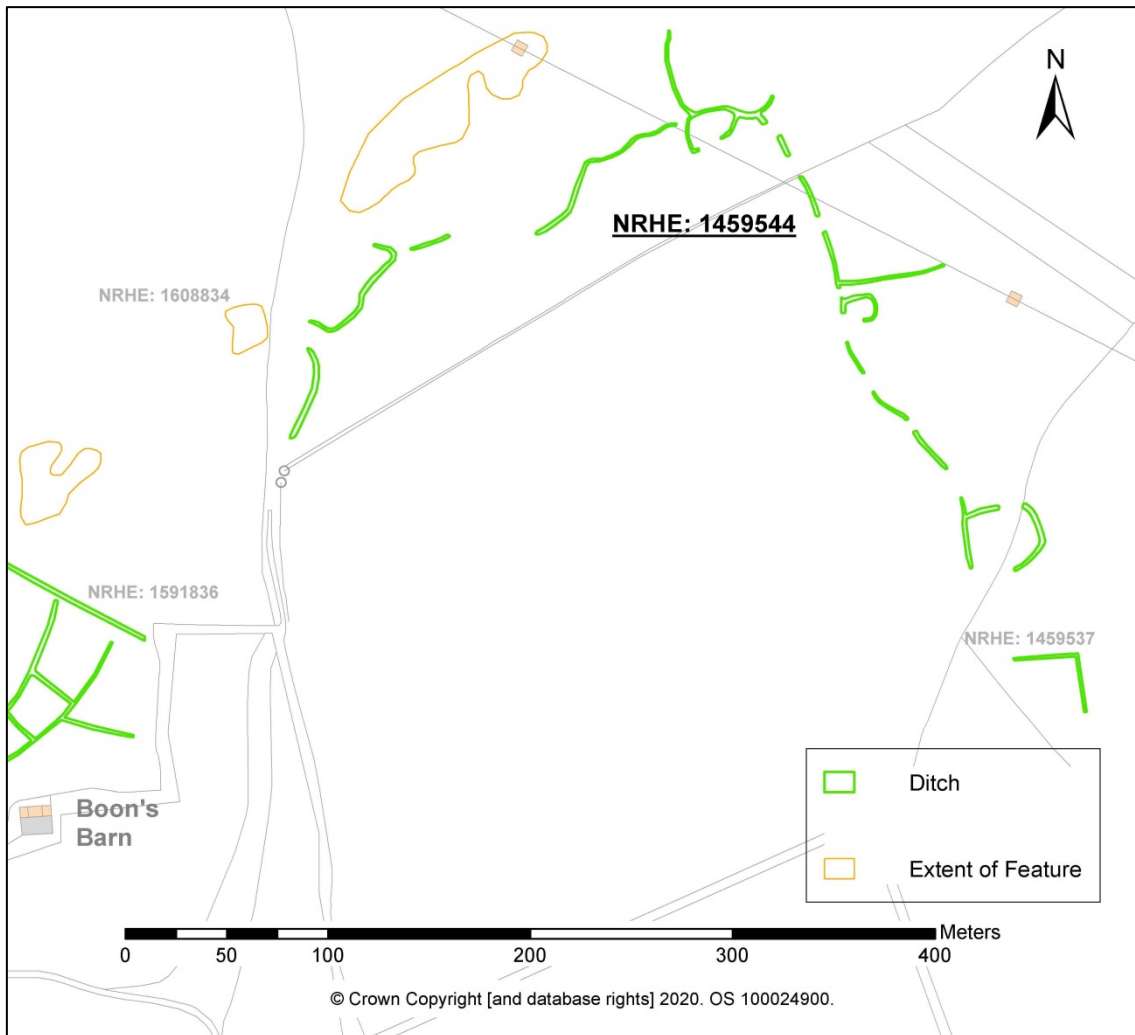 N
NRHE: 1459544
NRHE: 1608834
NRHE: 1591836
NRHE: 1459537
Ditch
Boon's
Barn
Extent of Feature
Meters
0 50 100 200 300 400
© Crown Copyright [and database rights] 2020. OS 100024900.